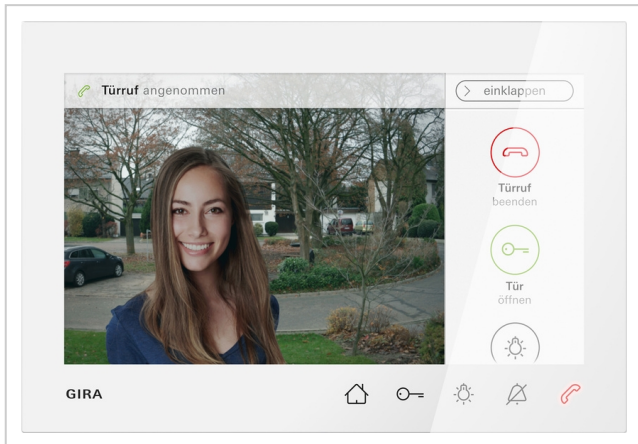 Türruf angenommen
einklappen
Türruf
beenden
Tür
öffnen
GIRA